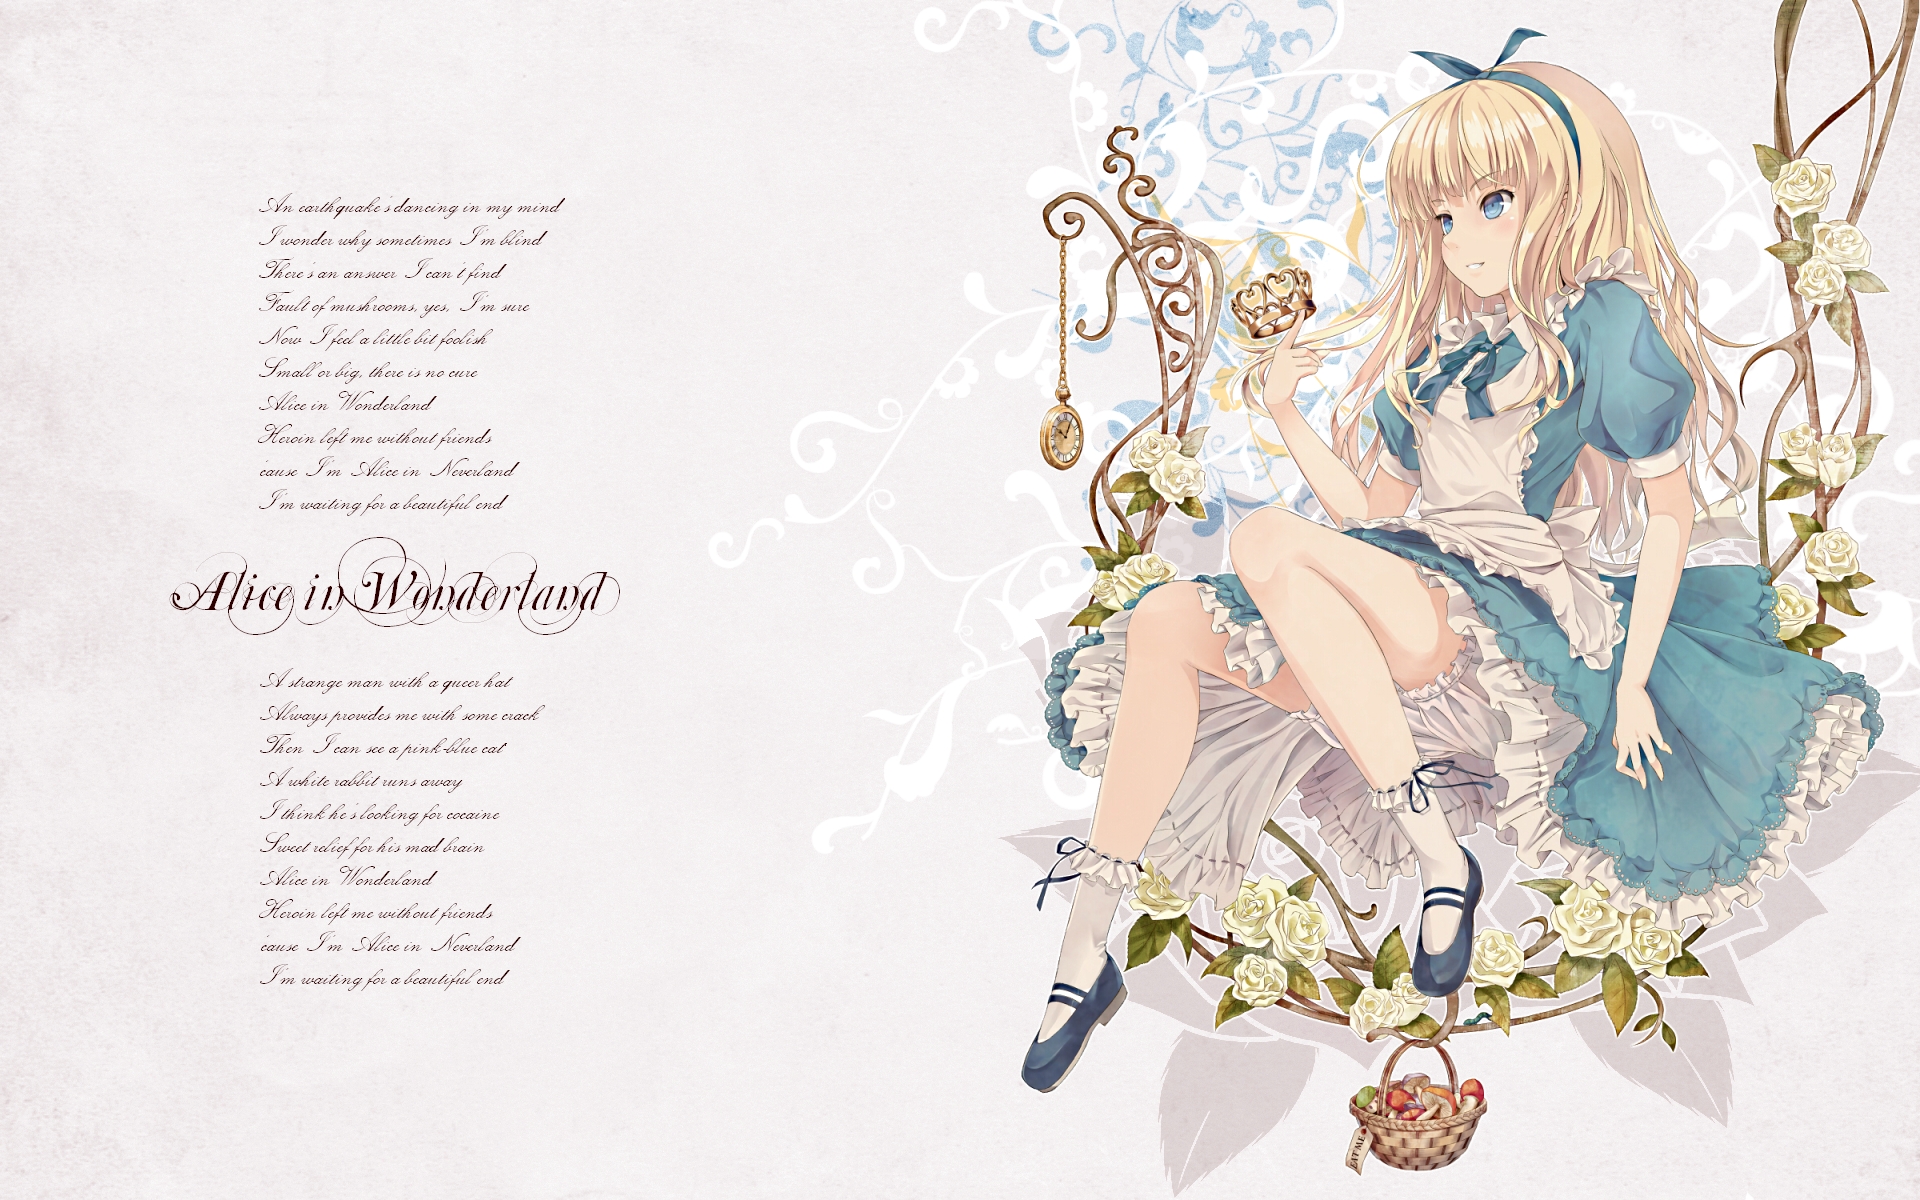 An earthquake's dancing in my mind
I wonder why sometimes I'm blind
There's an answer I can't find
Fault of mushrooms, yes, I'm sure
Now I feel a little bit foolish
Small or big, there is no cure
Alice in Wonderland
Heroin left me without friends
'cause I'm Alice in Neverland
I'm waiting for a beautiful end
Alice in Wonderland
A strange man with a queer hat
Always provides me with some crack
Then I can see a pink-blue cat
A white rabbit runs away
I think he's looking for cocaine
Sweet relief for his mad brain
Alice in Wonderland
Heroin left me without friends
'cause I'm Alice in Neverland
I'm waiting for a beautiful end
EAT ME